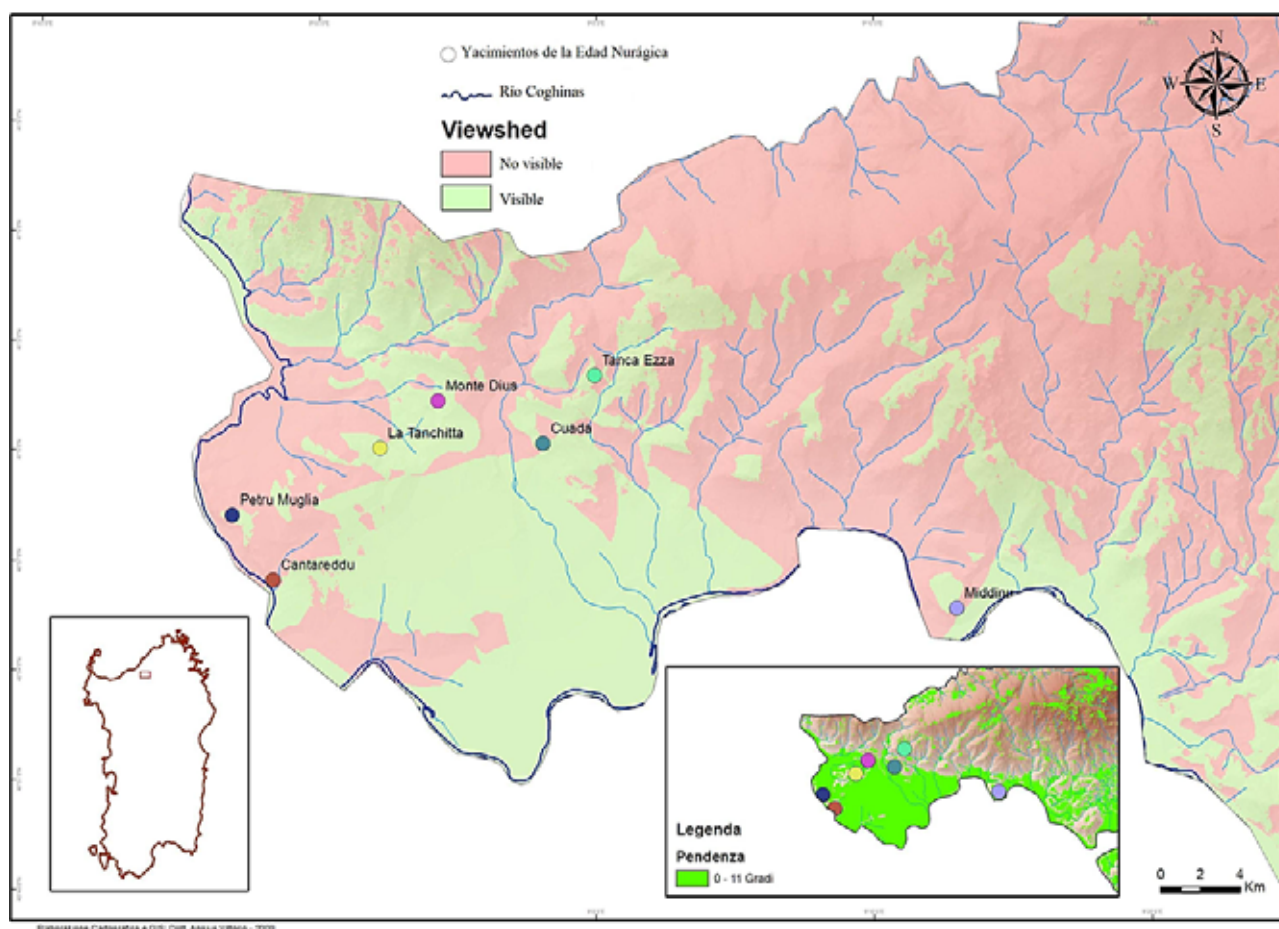 Yacimientos de la Edad Nurágica
Río Coghinas
Viewshed
No visible
Visible
N
W E
S
Tanca Ezza
Monte Dius
La Tanchitta
Cuada
Petru Muglia
Cantareddu
Middinu
Legenda
Pendenza
0 - 11 Gradi
0 2 4
Km